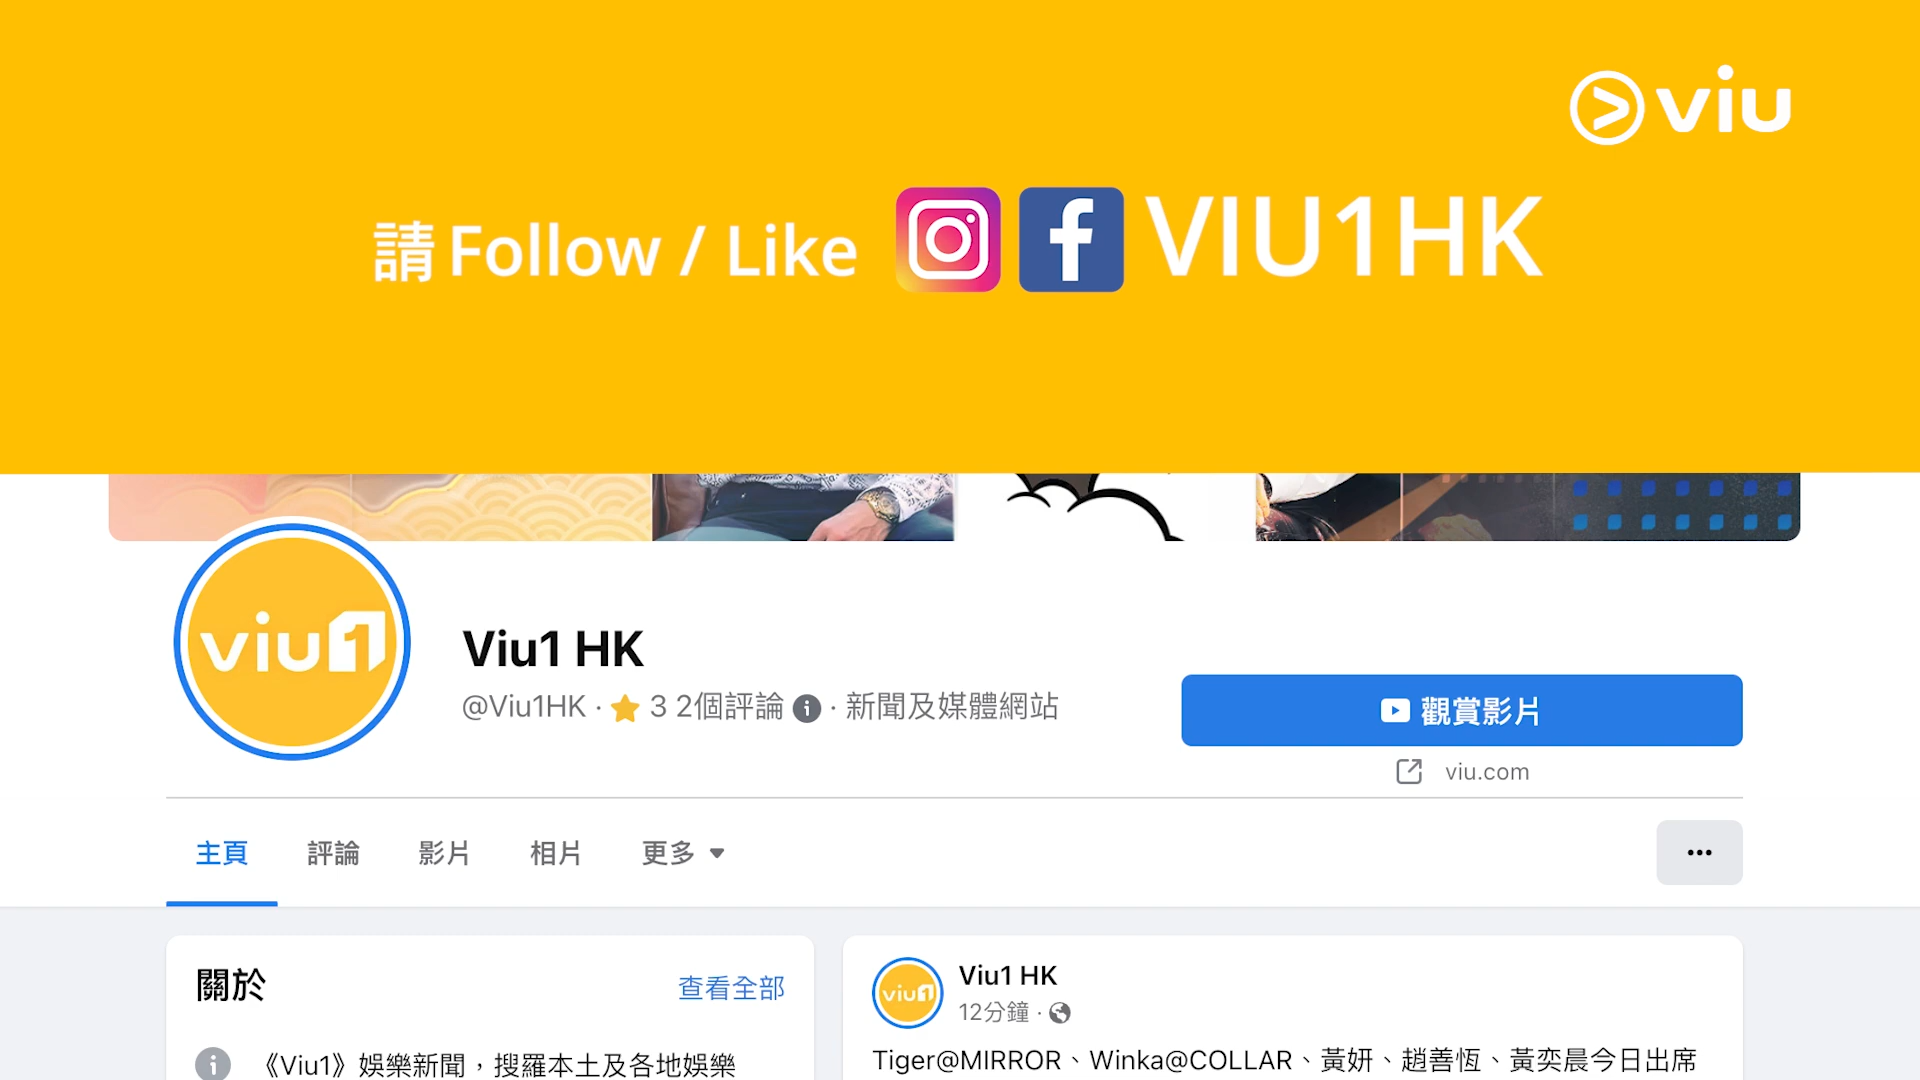 viu
請 Follow / Like VIU1HK
viu1
Viu1 HK
@Viu1HK · 3 2個評論 · 新聞及媒體網站
觀賞影片
viu.com
主頁 評論 影片 相片 更多
關於 查看全部
《Viu1》娛樂新聞，搜羅本土及各地娛樂
viu1
Viu1 HK
12分鐘 ·
Tiger@MIRROR、Winka@COLLAR、黃妍、趙善恆、黃奕晨今日出席